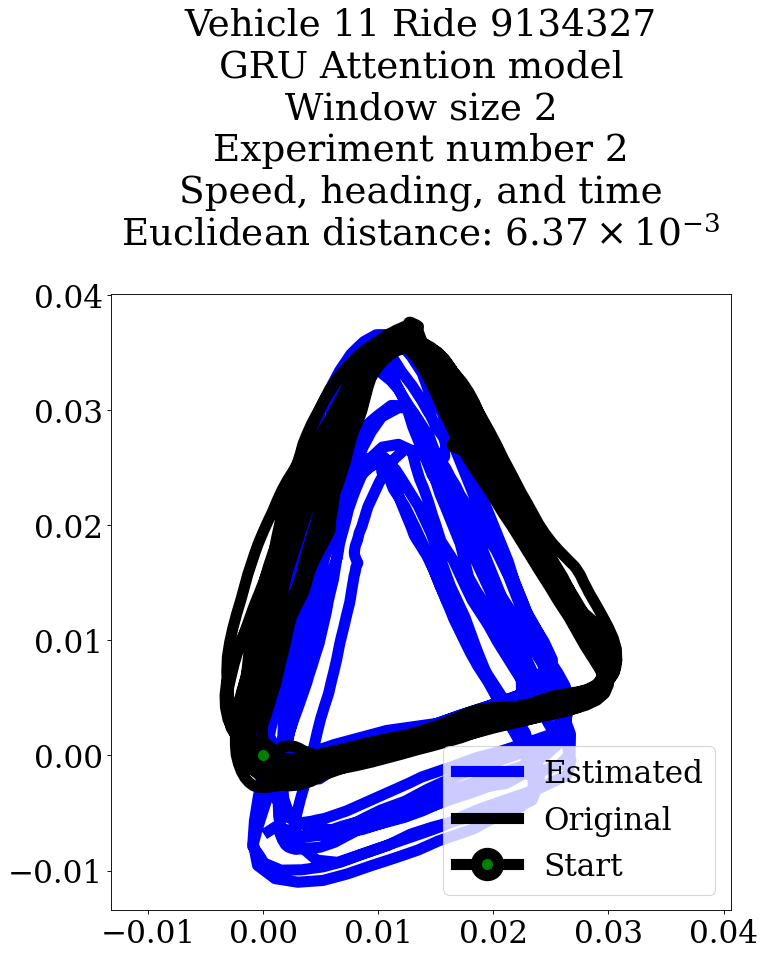 Vehicle 11 Ride 9134327
GRU Attention model
Window size 2
Experiment number 2
Speed, heading, and time
Euclidean distance: 6.37 × 10⁻³
0.04
0.03
0.02
0.01
0.00
−0.01
Estimated
Original
Start
−0.01 0.00 0.01 0.02 0.03 0.04